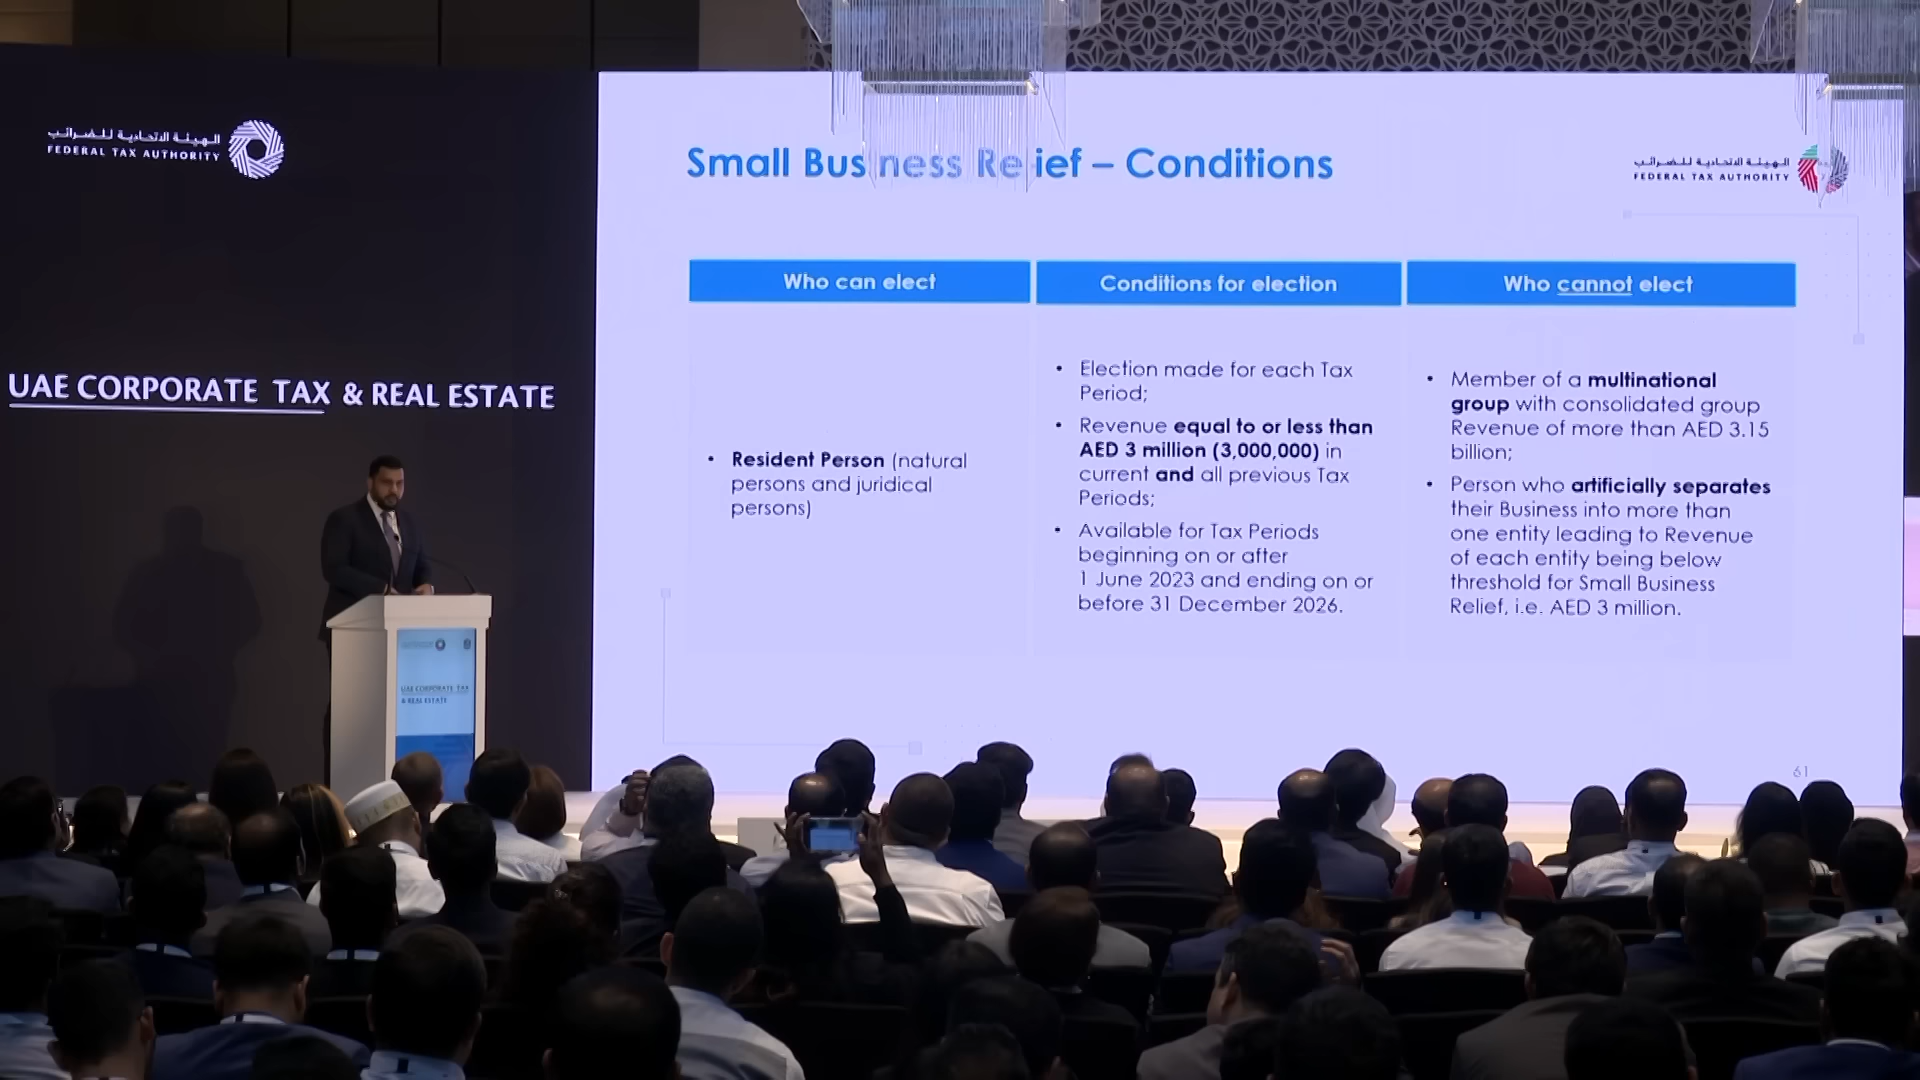 الهيئة الاتحادية للضرائب
FEDERAL TAX AUTHORITY
UAE CORPORATE TAX & REAL ESTATE
Small Business Relief – Conditions
الهيئة الاتحادية للضرائب
FEDERAL TAX AUTHORITY
Who can elect
• Resident Person (natural
persons and juridical
persons)
Conditions for election
• Election made for each Tax
Period;
• Revenue equal to or less than
AED 3 million (3,000,000) in
current and all previous Tax
Periods;
• Available for Tax Periods
beginning on or after
1 June 2023 and ending on or
before 31 December 2026.
Who cannot elect
• Member of a multinational
group with consolidated group
Revenue of more than AED 3.15
billion;
• Person who artificially separates
their Business into more than
one entity leading to Revenue
of each entity being below
threshold for Small Business
Relief, i.e. AED 3 million.
61
UAE CORPORATE TAX
& REAL ESTATE